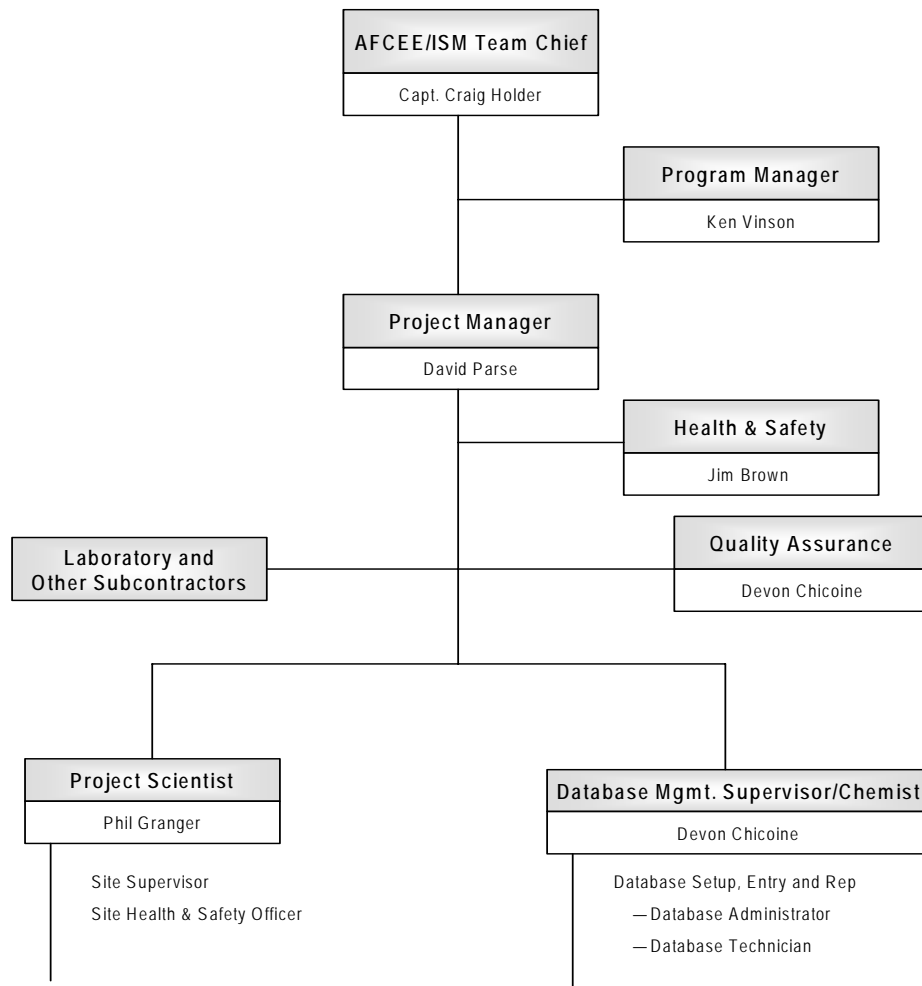 AFCEE/ISM Team Chief
Capt. Craig Holder
Program Manager
Ken Vinson
Project Manager
David Parse
Health & Safety
Jim Brown
Laboratory and
Other Subcontractors
Quality Assurance
Devon Chicoine
Project Scientist
Phil Granger
Site Supervisor
Site Health & Safety Officer
Database Mgmt. Supervisor/Chemist
Devon Chicoine
Database Setup, Entry and Rep
—Database Administrator
—Database Technician